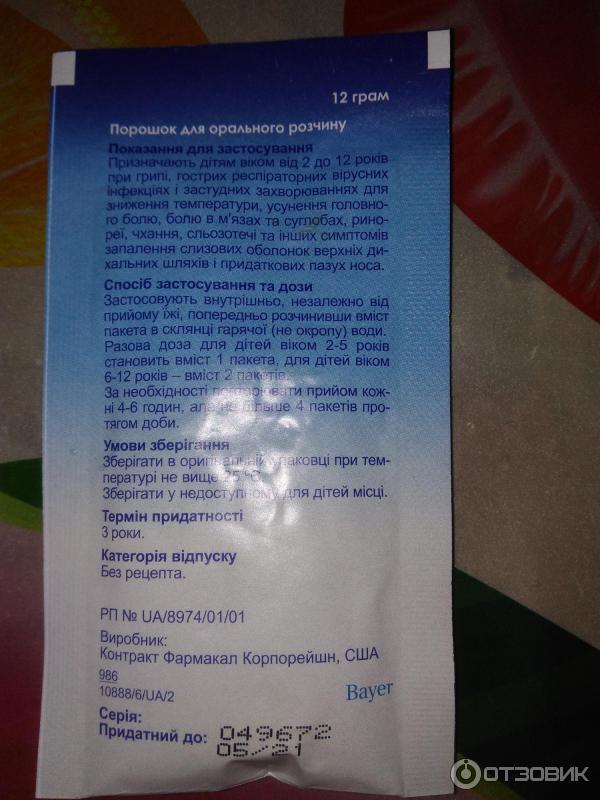 12 грам
Порошок для орального розчину
Показання для застосування
Призначають дітям віком від 2 до 12 років
при грипі, гострих респіраторних вірусних
інфекціях і застудних захворюваннях для
зниження температури, усунення головно-
го болю, болю в м'язах та суглобах, рино-
реї, чхання, сльозотечі та інших симптомів
запалення слизових оболонок верхніх ди-
хальних шляхів і придаткових пазух носа.
Спосіб застосування та дози
Застосовують внутрішньо, незалежно від
прийому їжі, попередньо розчинивши вміст
пакета в склянці гарячої (не окропу) води.
Разова доза для дітей віком 2-5 років
становить вміст 1 пакета, для дітей віком
6-12 років – вміст 2 пакетів.
За необхідності повторювати прийом кож-
ні 4-6 годин, але не більше 4 пакетів про-
тягом доби.
Умови зберігання
Зберігати в оригінальній упаковці при тем-
пературі не вище 25 °C.
Зберігати у недоступному для дітей місці.
Термін придатності
3 роки.
Категорія відпуску
Без рецепта.
РП № UA/8974/01/01
Виробник:
Контракт Фармакал Корпорейшн, США
986
10888/6/UA/2
Bayer
Серія: 049672
Придатний до: 05/21
ОТЗОВИК